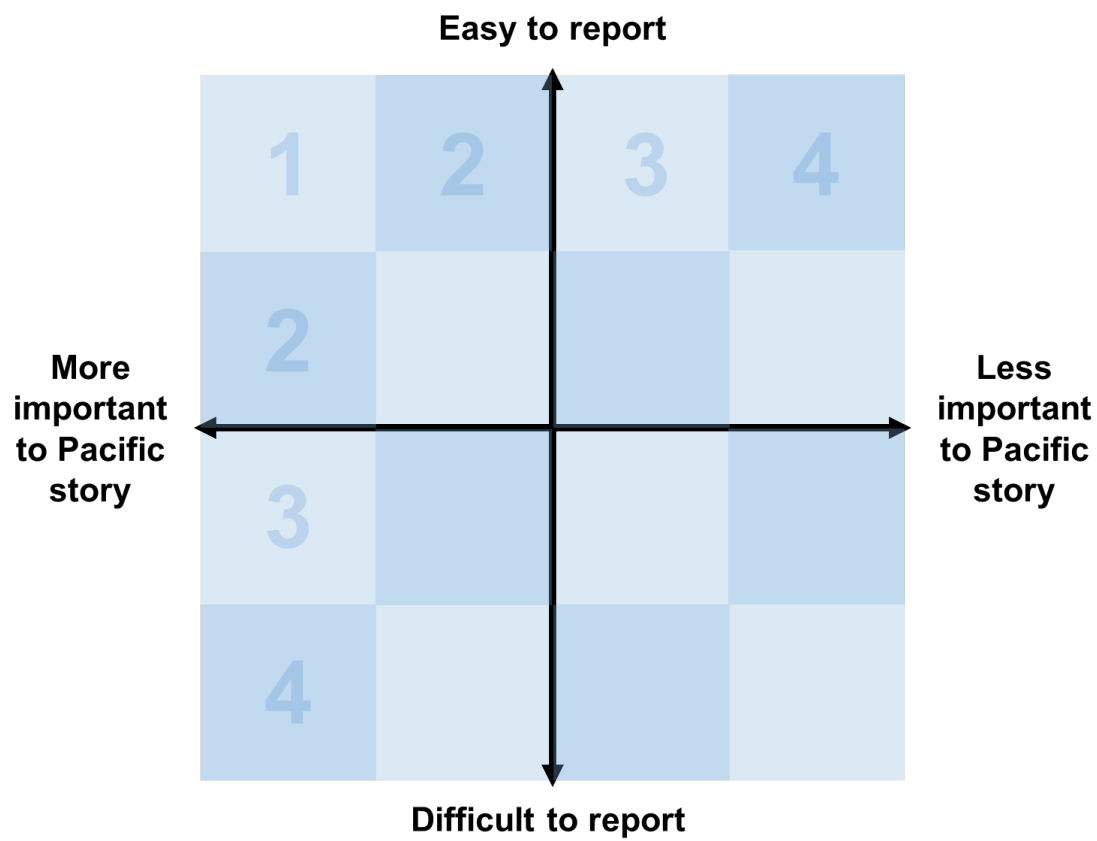 Easy to report
1 2 3 4
2
More
important
to Pacific
story
Less
important
to Pacific
story
3
4
Difficult to report